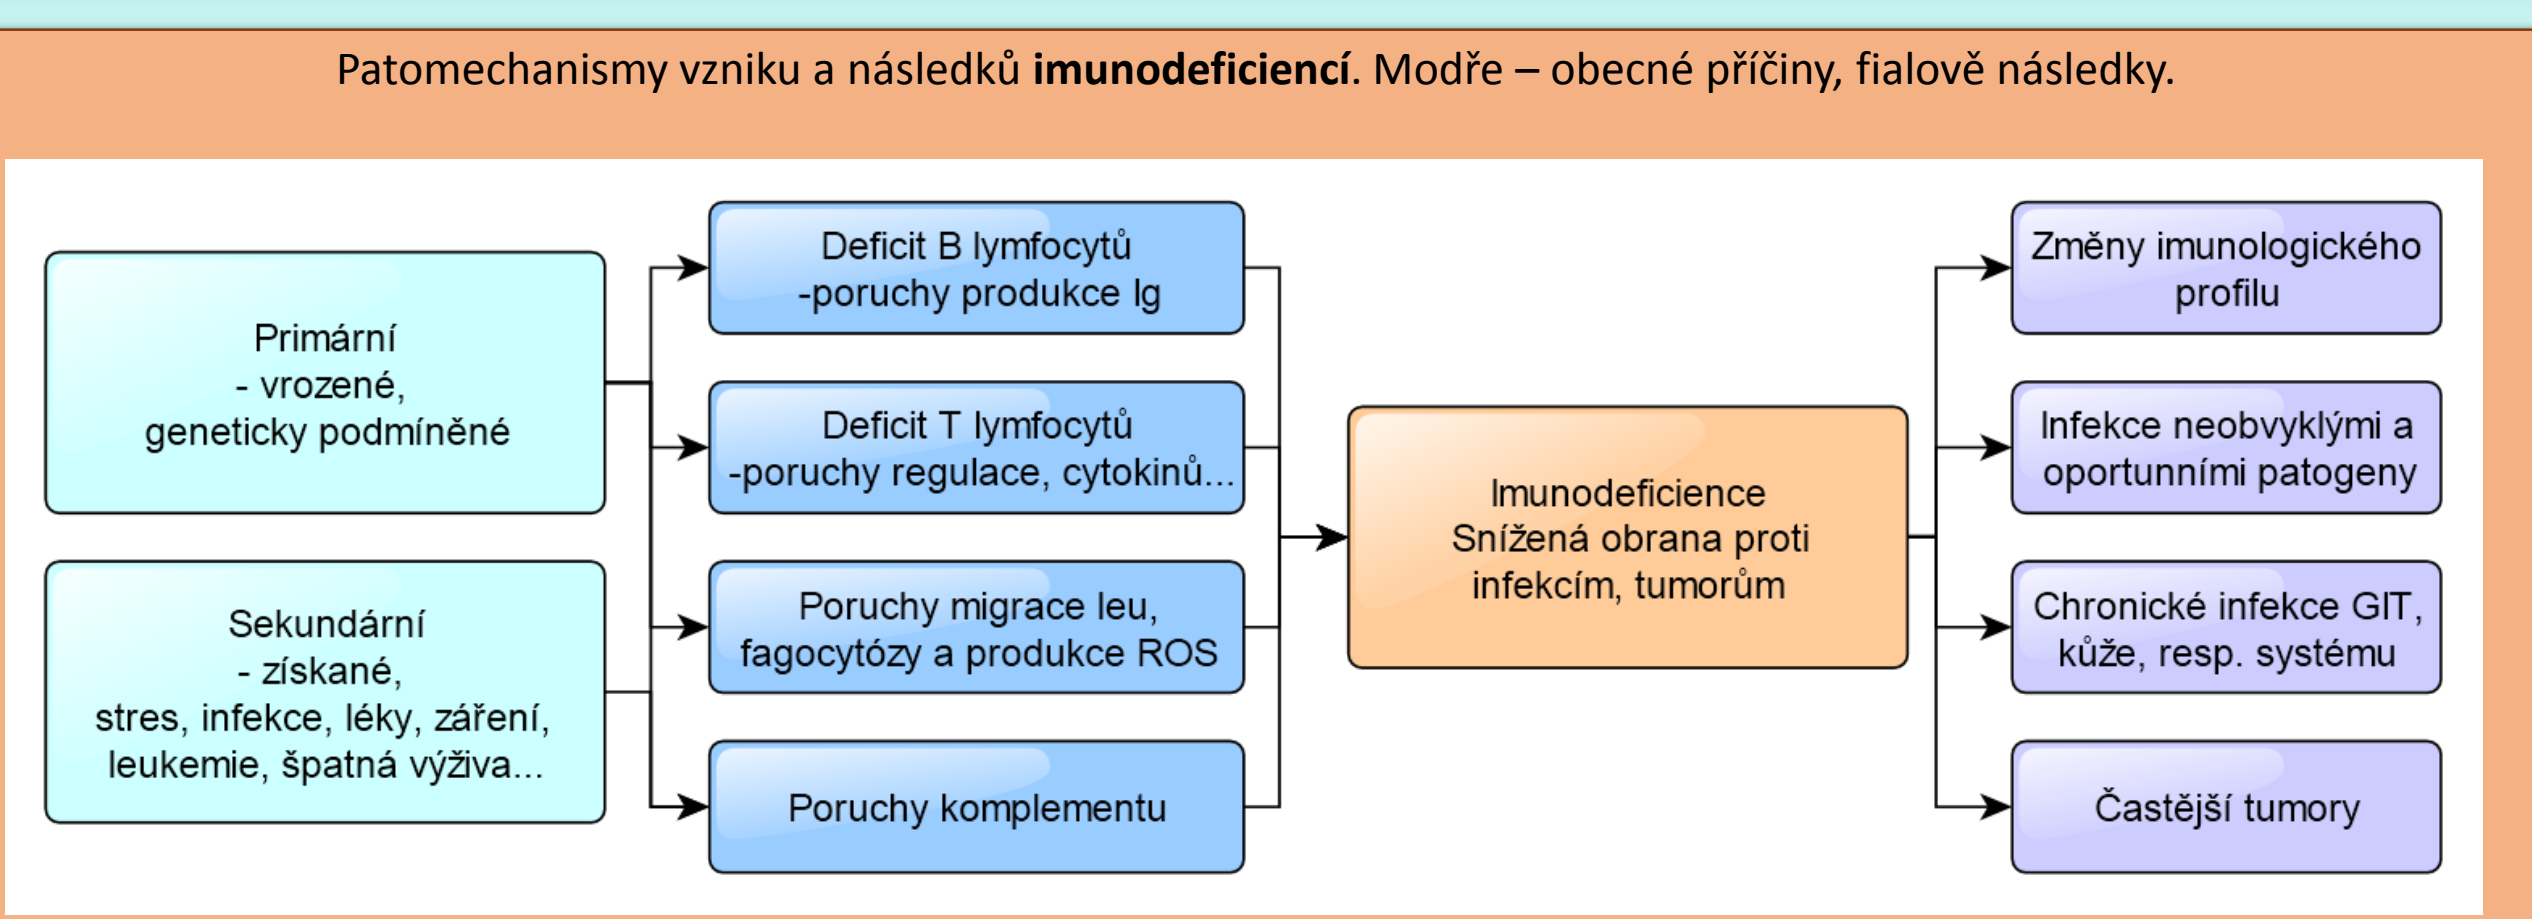 Patomechanismy vzniku a následků imunodeficiencí. Modře – obecné příčiny, fialově následky.
Primární
- vrozené,
geneticky podmíněné
Sekundární
- získané,
stres, infekce, léky, záření,
leukemie, špatná výživa...
Deficit B lymfocytů
-poruchy produkce Ig
Deficit T lymfocytů
-poruchy regulace, cytokinů...
Poruchy migrace leu,
fagocytózy a produkce ROS
Poruchy komplementu
Imunodeficience
Snížená obrana proti
infekcím, tumorům
Změny imunologického
profilu
Infekce neobvyklými a
oportunními patogeny
Chronické infekce GIT,
kůže, resp. systému
Častější tumory